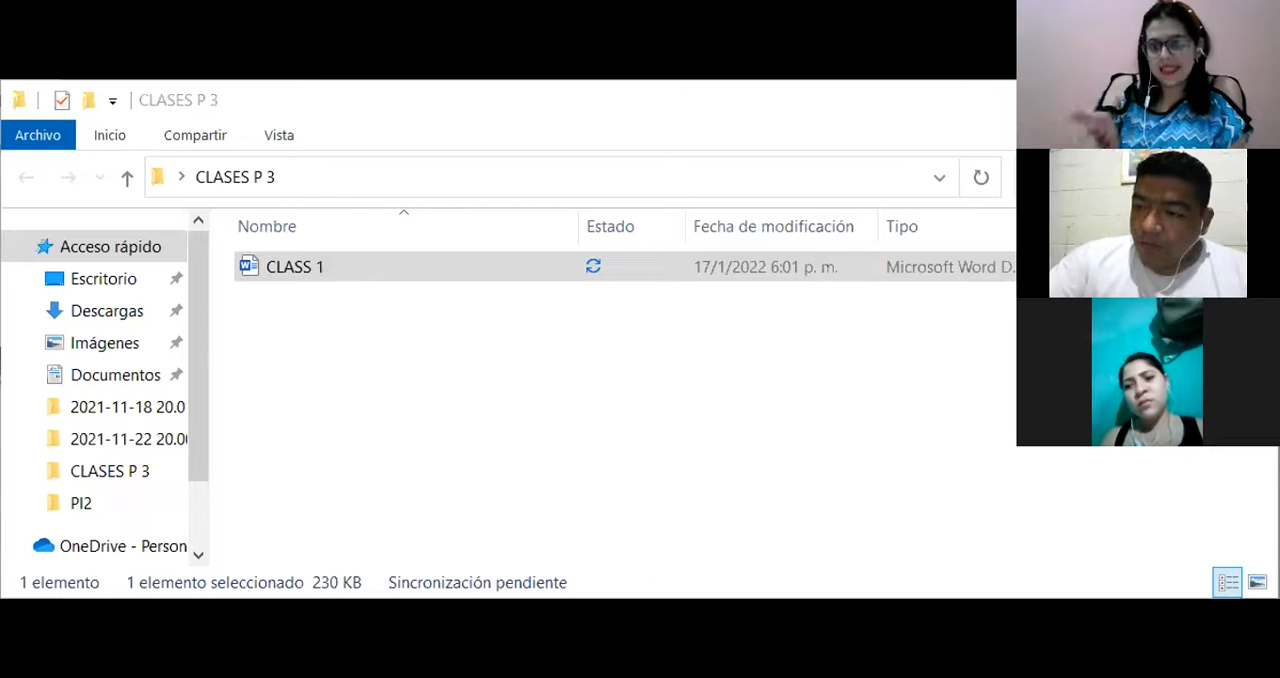 CLASES P 3
Archivo Inicio Compartir Vista
CLASES P 3
Nombre Estado Fecha de modificación Tipo
Acceso rápido
CLASS 1 17/1/2022 6:01 p. m. Microsoft Word D...
Escritorio
Descargas
Imágenes
Documentos
2021-11-18 20.0
2021-11-22 20.00
CLASES P 3
PI2
OneDrive - Person
1 elemento 1 elemento seleccionado 230 KB Sincronización pendiente